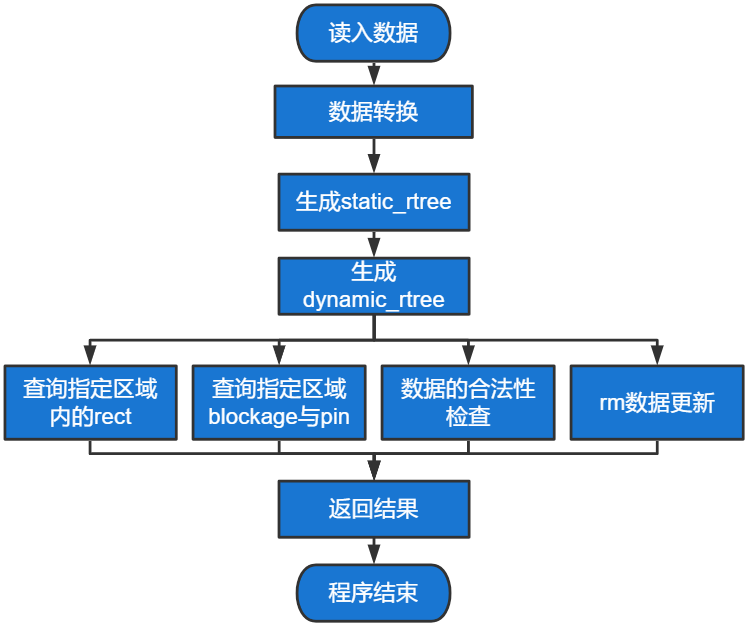 读入数据
数据转换
生成static_rtree
生成
dynamic_rtree
查询指定区域
内的rect
查询指定区域
blockage与pin
数据的合法性
检查
rm数据更新
返回结果
程序结束